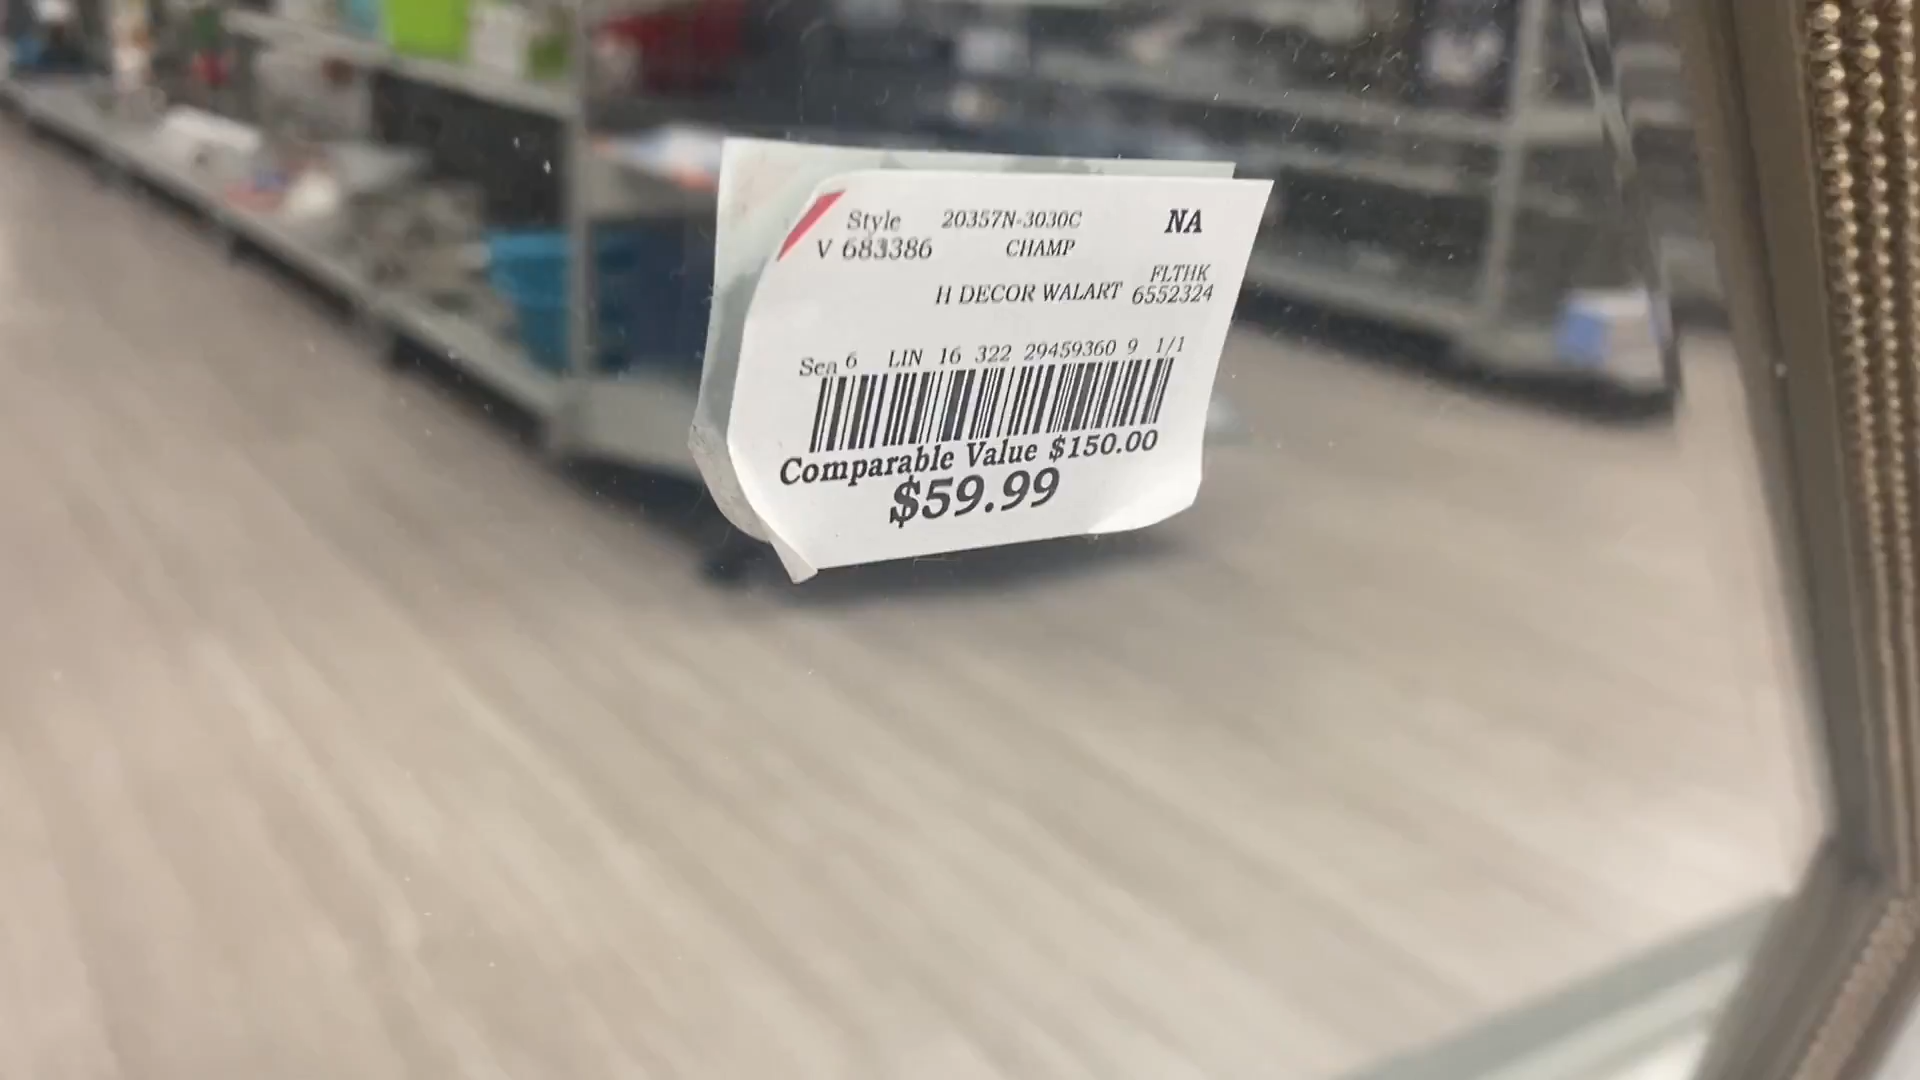 Style 20357N-3030C NA
V 683386 CHAMP
FLTHK
H DECOR WALART 6552324
Sea 6 LIN 16 322 29459360 9 1/1
Comparable Value $150.00
$59.99